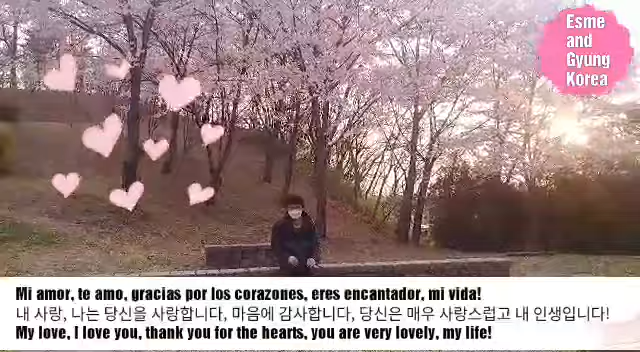 Esme
and
Gyung
Korea
Mi amor, te amo, gracias por los corazones, eres encantador, mi vida!
내 사랑, 나는 당신을 사랑합니다, 마음에 감사합니다, 당신은 매우 사랑스럽고 내 인생입니다!
My love, I love you, thank you for the hearts, you are very lovely, my life!